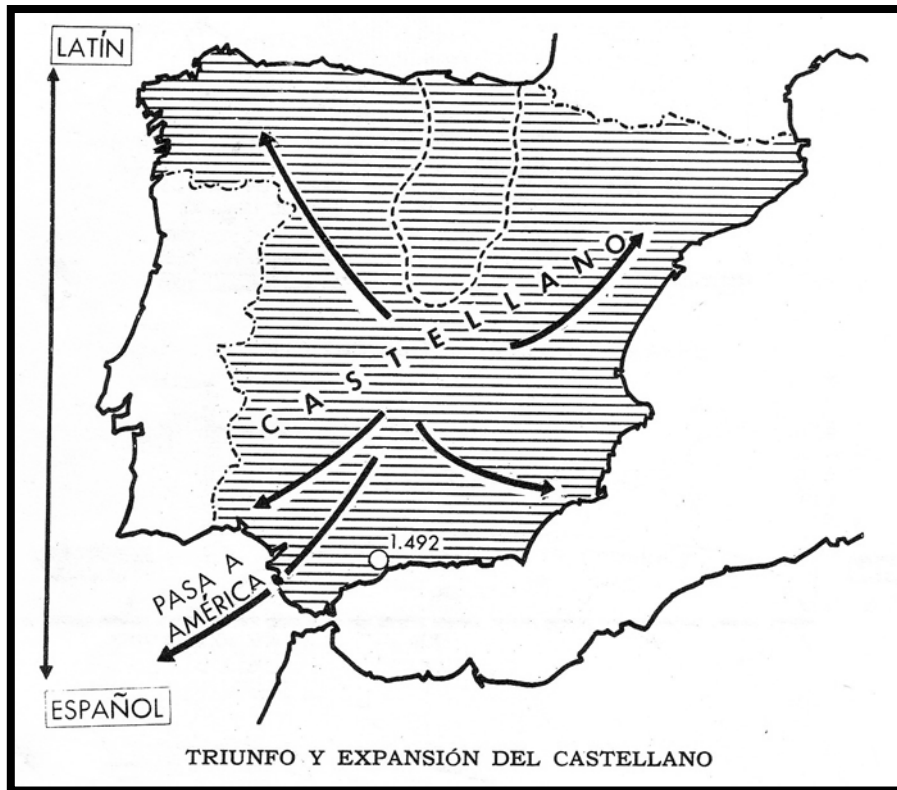 LATÍN
CASTELLANO
1.492
PASA A
AMÉRICA
ESPAÑOL
TRIUNFO Y EXPANSIÓN DEL CASTELLANO